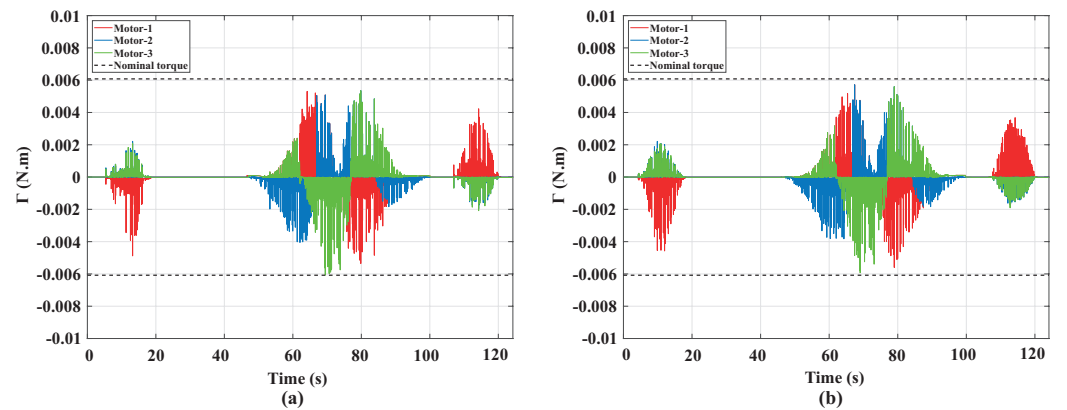 0.01
0.008
0.006
0.004
0.002
0
-0.002
-0.004
-0.006
-0.008
-0.01
Γ (N.m)
Motor-1
Motor-2
Motor-3
Nominal torque
0 20 40 60 80 100 120
Time (s)
(a)
0.01
0.008
0.006
0.004
0.002
0
-0.002
-0.004
-0.006
-0.008
-0.01
Γ (N.m)
Motor-1
Motor-2
Motor-3
Nominal torque
0 20 40 60 80 100 120
Time (s)
(b)